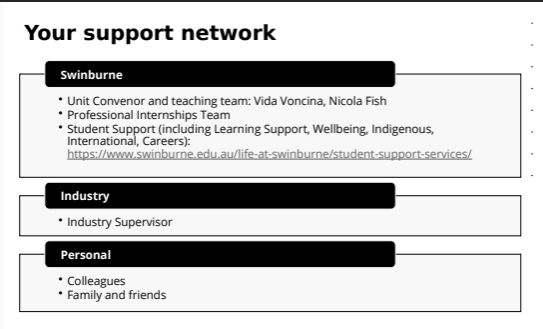 Your support network
Swinburne
• Unit Convenor and teaching team: Vida Voncina, Nicola Fish
• Professional Internships Team
• Student Support (including Learning Support, Wellbeing, Indigenous,
International, Careers):
https://www.swinburne.edu.au/life-at-swinburne/student-support-services/
Industry
• Industry Supervisor
Personal
• Colleagues
• Family and friends